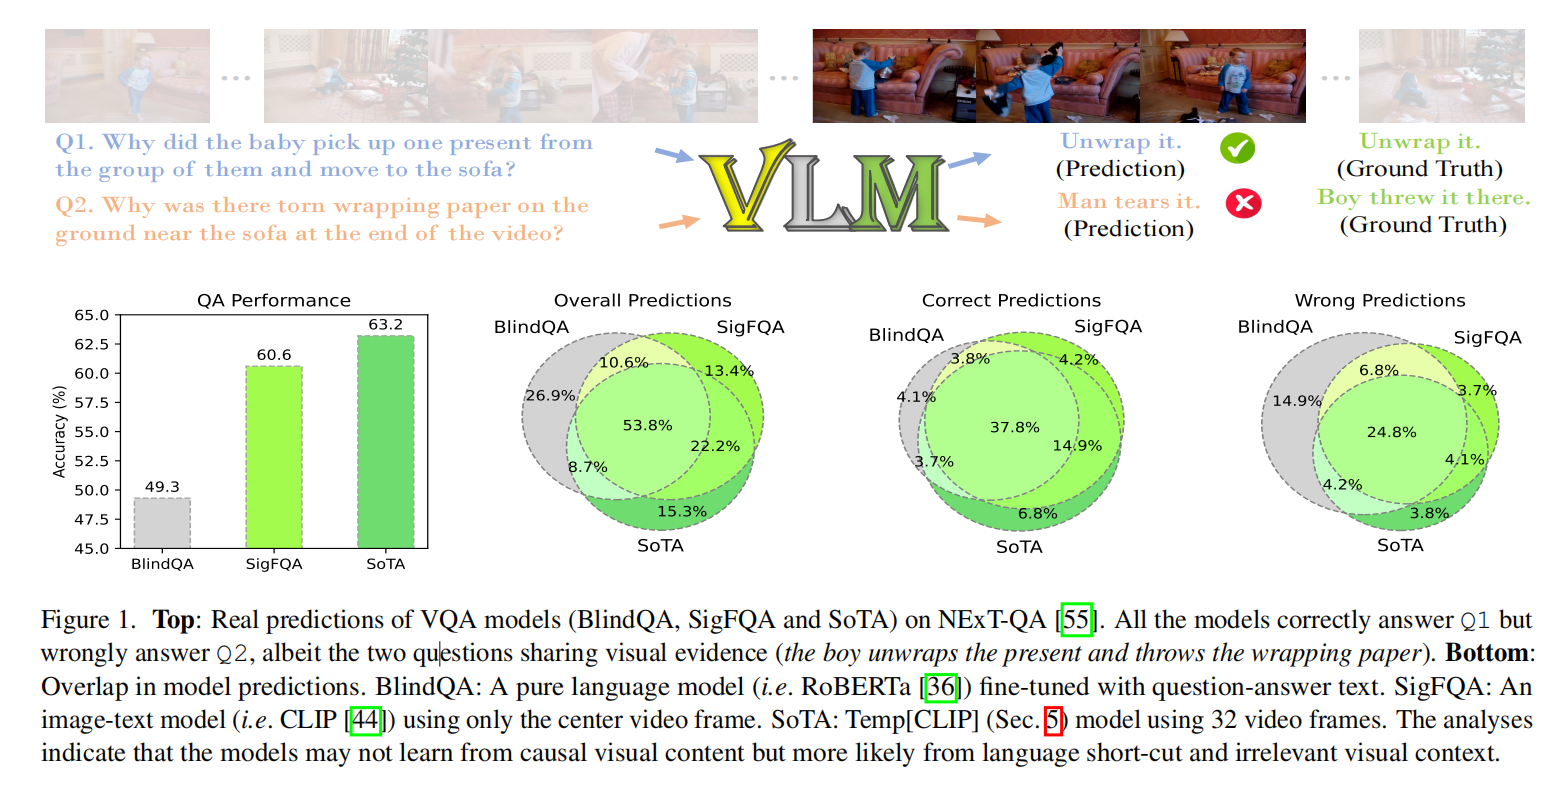 Q1. Why did the baby pick up one present from
the group of them and move to the sofa?
Q2. Why was there torn wrapping paper on the
ground near the sofa at the end of the video?
VLM
Unwrap it.
(Prediction)
Man tears it.
(Prediction)
Unwrap it.
(Ground Truth)
Boy threw it there.
(Ground Truth)
QA Performance
Accuracy (%)
65.0
62.5
60.0
57.5
55.0
52.5
50.0
47.5
45.0
49.3
60.6
63.2
BlindQA
SigFQA
SoTA
Overall Predictions
BlindQA
SigFQA
10.6%
13.4%
26.9%
53.8%
22.2%
8.7%
15.3%
SoTA
Correct Predictions
BlindQA
SigFQA
3.8%
4.2%
4.1%
37.8%
14.9%
3.7%
6.8%
SoTA
Wrong Predictions
BlindQA
SigFQA
6.8%
3.7%
14.9%
24.8%
4.1%
4.2%
3.8%
SoTA
Figure 1. Top: Real predictions of VQA models (BlindQA, SigFQA and SoTA) on NExT-QA [55]. All the models correctly answer Q1 but
wrongly answer Q2, albeit the two questions sharing visual evidence (the boy unwraps the present and throws the wrapping paper). Bottom:
Overlap in model predictions. BlindQA: A pure language model (i.e. RoBERTa [36]) fine-tuned with question-answer text. SigFQA: An
image-text model (i.e. CLIP [44]) using only the center video frame. SoTA: Temp[CLIP] (Sec. 5) model using 32 video frames. The analyses
indicate that the models may not learn from causal visual content but more likely from language short-cut and irrelevant visual context.